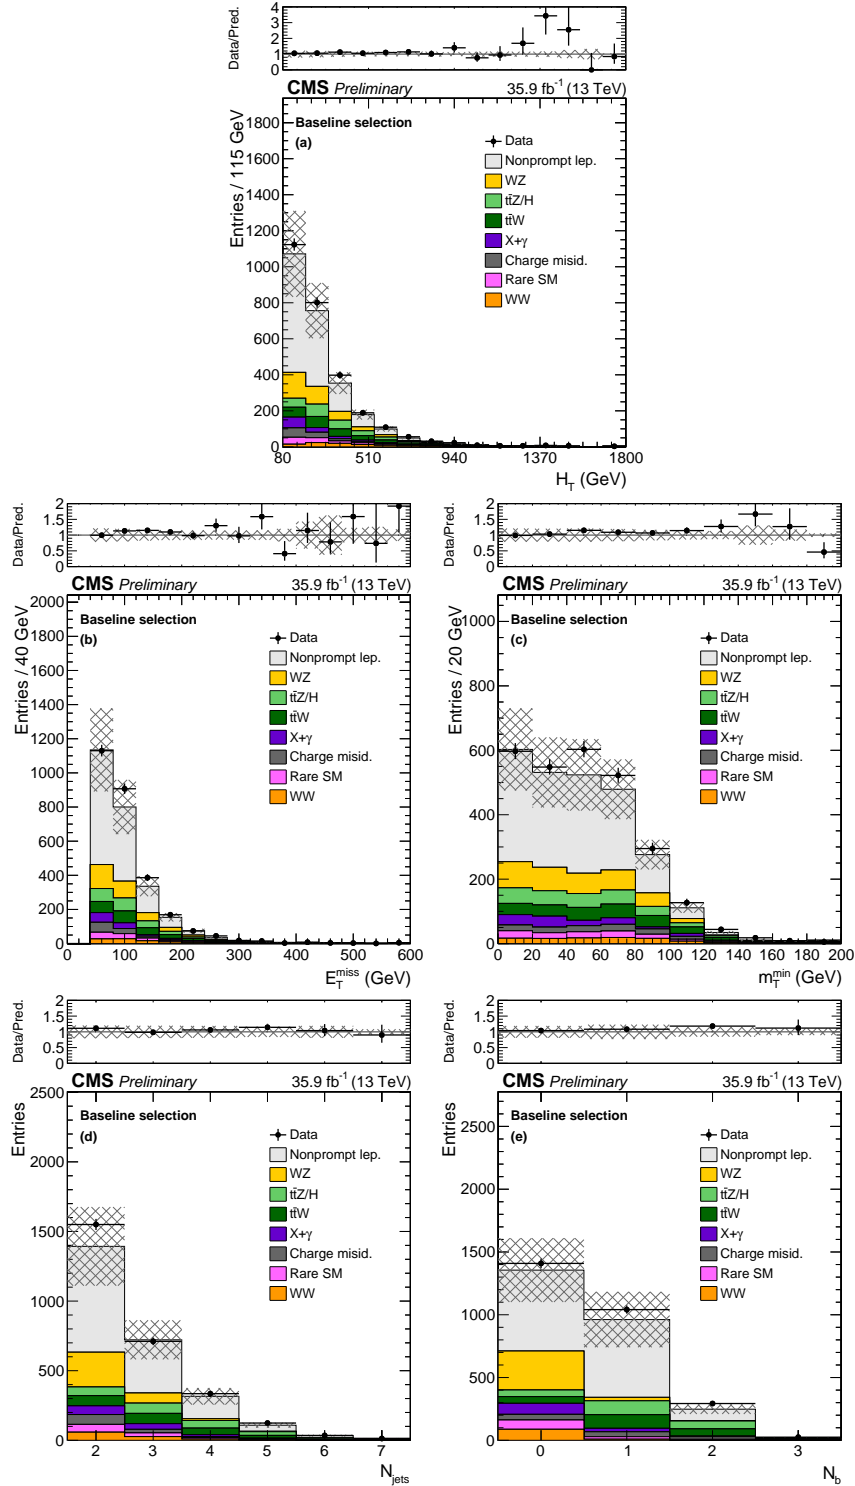 Data/Pred.
4
3
2
1
0
CMS Preliminary 35.9 fb⁻¹ (13 TeV)
Entries / 115 GeV
Baseline selection
(a)
1800
1600
1400
1200
1000
800
600
400
200
0
Data
Nonprompt lep.
WZ
tt̄Z/H
tt̄W
X+γ
Charge misid.
Rare SM
WW
80 510 940 1370 1800
H_T (GeV)
Data/Pred.
2
1.5
1
0.5
0
CMS Preliminary 35.9 fb⁻¹ (13 TeV)
Entries / 40 GeV
Baseline selection
(b)
2000
1800
1600
1400
1200
1000
800
600
400
200
0
Data
Nonprompt lep.
WZ
tt̄Z/H
tt̄W
X+γ
Charge misid.
Rare SM
WW
0 100 200 300 400 500 600
E_T^miss (GeV)
Data/Pred.
2
1.5
1
0.5
0
CMS Preliminary 35.9 fb⁻¹ (13 TeV)
Entries / 20 GeV
Baseline selection
(c)
1000
800
600
400
200
0
Data
Nonprompt lep.
WZ
tt̄Z/H
tt̄W
X+γ
Charge misid.
Rare SM
WW
0 20 40 60 80 100 120 140 160 180 200
m_T^min (GeV)
Data/Pred.
2
1.5
1
0.5
0
CMS Preliminary 35.9 fb⁻¹ (13 TeV)
Entries
Baseline selection
(d)
2500
2000
1500
1000
500
0
Data
Nonprompt lep.
WZ
tt̄Z/H
tt̄W
X+γ
Charge misid.
Rare SM
WW
2 3 4 5 6 7
N_jets
Data/Pred.
2
1.5
1
0.5
0
CMS Preliminary 35.9 fb⁻¹ (13 TeV)
Entries
Baseline selection
(e)
2500
2000
1500
1000
500
0
Data
Nonprompt lep.
WZ
tt̄Z/H
tt̄W
X+γ
Charge misid.
Rare SM
WW
0 1 2 3
N_b